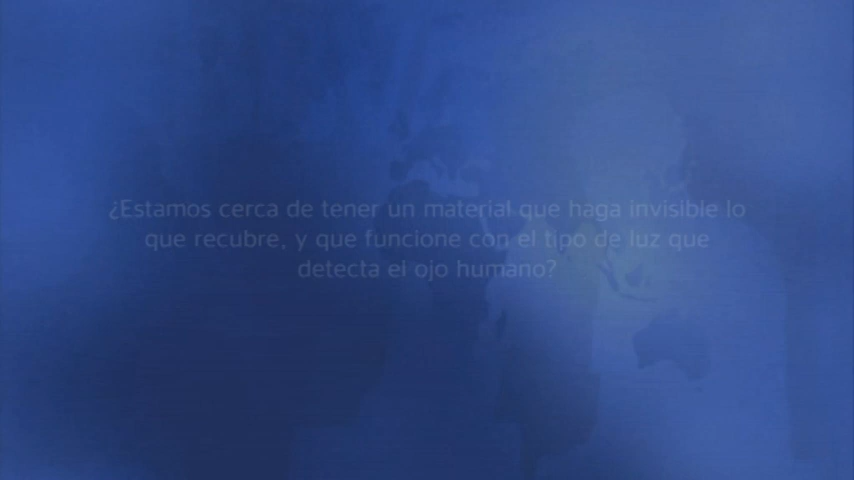 ¿Estamos cerca de tener un material que haga invisible lo
que recubre, y que funcione con el tipo de luz que
detecta el ojo humano?